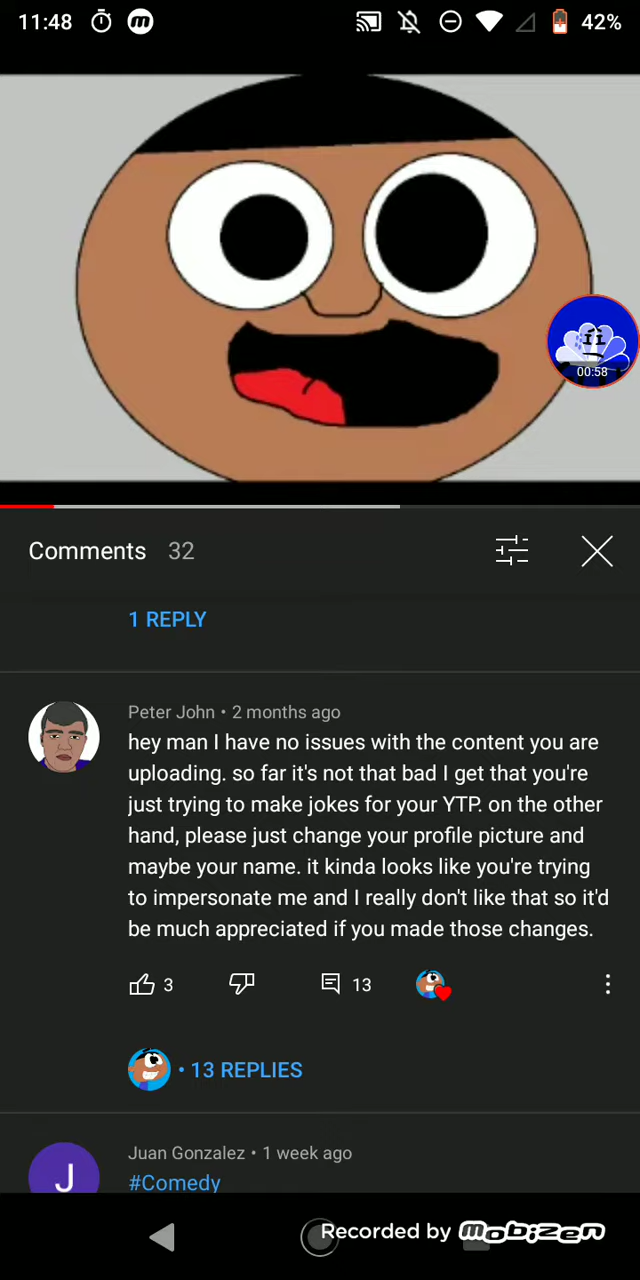 11:48 m 42%
00:58
Comments 32
1 REPLY
Peter John • 2 months ago
hey man I have no issues with the content you are
uploading. so far it's not that bad I get that you're
just trying to make jokes for your YTP. on the other
hand, please just change your profile picture and
maybe your name. it kinda looks like you're trying
to impersonate me and I really don't like that so it'd
be much appreciated if you made those changes.
3 13
• 13 REPLIES
J
Juan Gonzalez • 1 week ago
#Comedy
Recorded by mobizen